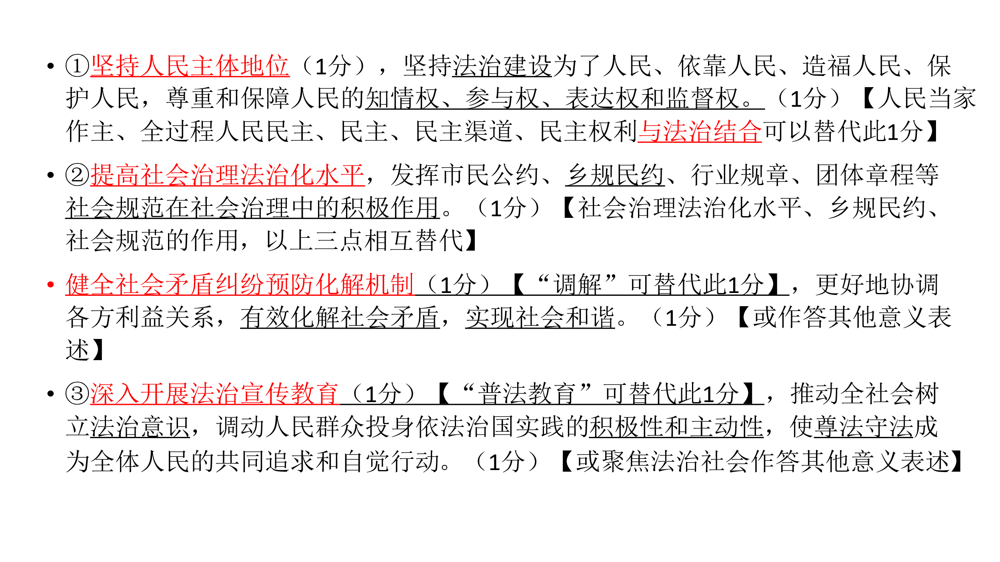 • ①坚持人民主体地位（1分），坚持法治建设为了人民、依靠人民、造福人民、保
护人民，尊重和保障人民的知情权、参与权、表达权和监督权。（1分）【人民当家
作主、全过程人民民主、民主、民主渠道、民主权利与法治结合可以替代此1分】
• ②提高社会治理法治化水平，发挥市民公约、乡规民约、行业规章、团体章程等
社会规范在社会治理中的积极作用。（1分）【社会治理法治化水平、乡规民约、
社会规范的作用，以上三点相互替代】
• 健全社会矛盾纠纷预防化解机制（1分）【“调解”可替代此1分】，更好地协调
各方利益关系，有效化解社会矛盾，实现社会和谐。（1分）【或作答其他意义表
述】
• ③深入开展法治宣传教育（1分）【“普法教育”可替代此1分】，推动全社会树
立法治意识，调动人民群众投身依法治国实践的积极性和主动性，使尊法守法成
为全体人民的共同追求和自觉行动。（1分）【或聚焦法治社会作答其他意义表述】